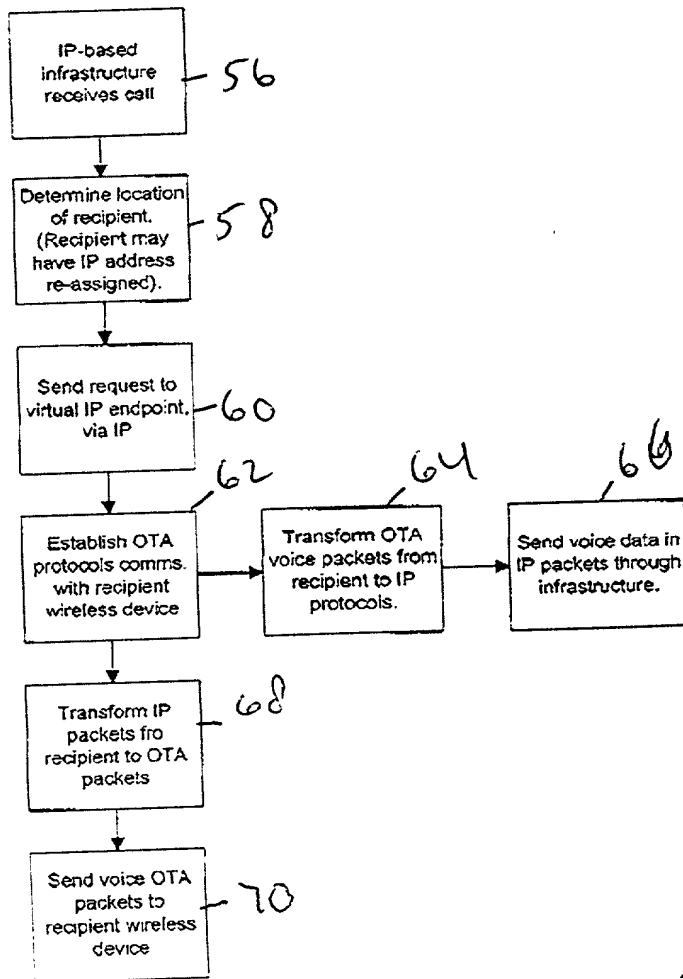 IP-based
infrastructure
receives call
56
Determine location
of recipient.
(Recipient may
have IP address
re-assigned).
58
Send request to
virtual IP endpoint,
via IP
60
62
Establish OTA
protocols comms.
with recipient
wireless device
64
Transform OTA
voice packets from
recipient to IP
protocols.
66
Send voice data in
IP packets through
infrastructure.
Transform IP
packets fro
recipient to OTA
packets
68
Send voice OTA
packets to
recipient wireless
device
70